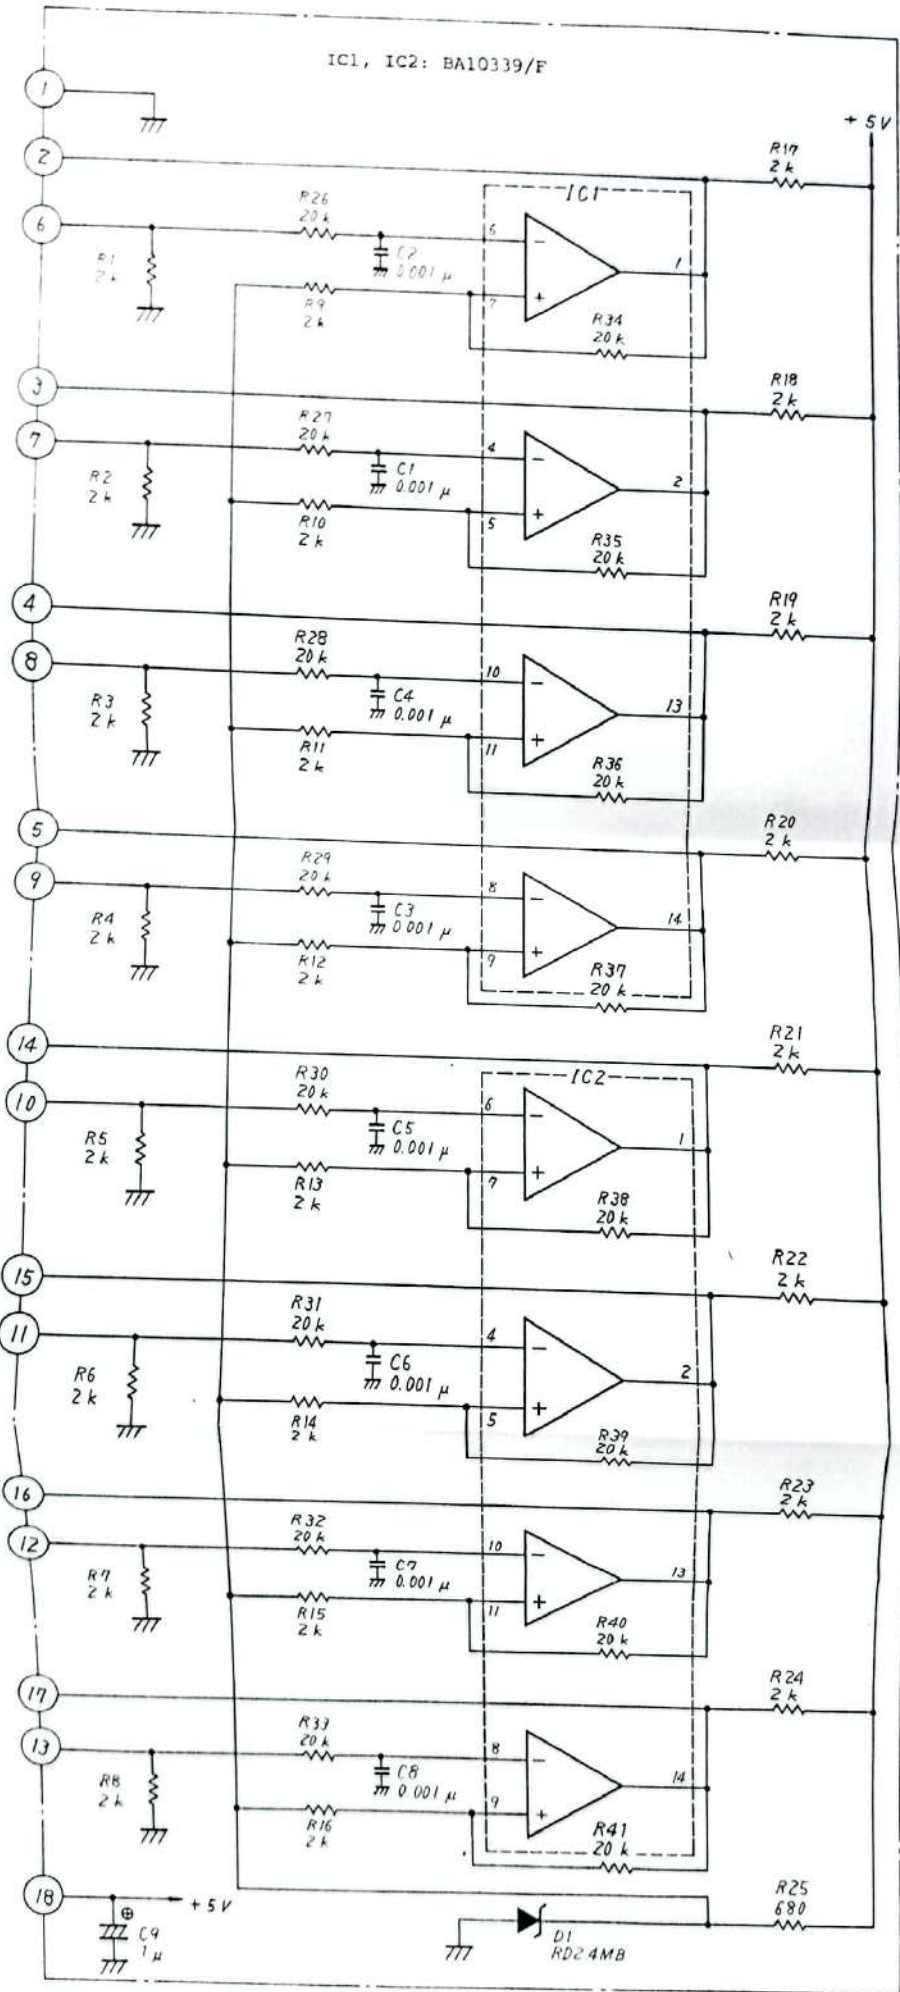 IC1, IC2: BA10339/F
1
+5V
2
R17
2k
IC1
R26
20k
6
6
C2
0.001μ
R1
2k
1
7
R9
2k
R34
20k
3
R18
2k
R27
20k
7
4
C1
0.001μ
R2
2k
2
5
R10
2k
R35
20k
4
R19
2k
R28
20k
8
10
C4
0.001μ
R3
2k
13
11
R11
2k
R36
20k
5
R20
2k
R29
20k
9
8
C3
0.001μ
R4
2k
14
9
R12
2k
R37
20k
14
R21
2k
IC2
R30
20k
10
6
C5
0.001μ
R5
2k
1
7
R13
2k
R38
20k
15
R22
2k
R31
20k
11
4
C6
0.001μ
R6
2k
2
5
R14
2k
R39
20k
16
R23
2k
R32
20k
12
10
C7
0.001μ
R7
2k
13
11
R15
2k
R40
20k
17
R24
2k
R33
20k
13
8
C8
0.001μ
R8
2k
14
9
R16
2k
R41
20k
18
+5V
C9
1μ
D1
RD2.4MB
R25
680